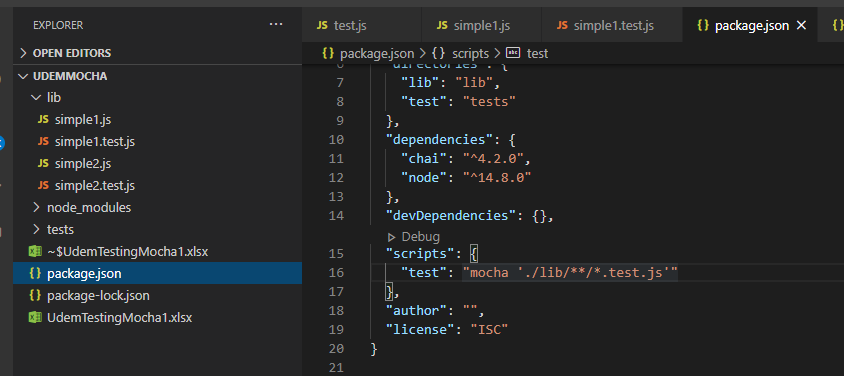 EXPLORER
···
OPEN EDITORS
UDEMMOCHA
lib
JS simple1.js
JS simple1.test.js
JS simple2.js
JS simple2.test.js
node_modules
tests
~$UdemTestingMocha1.xlsx
{} package.json
{} package-lock.json
UdemTestingMocha1.xlsx
JS test.js
JS simple1.js
JS simple1.test.js
{} package.json ×
{} package.json > {} scripts > abc test
6 "directories": {
7 "lib": "lib",
8 "test": "tests"
9 },
10 "dependencies": {
11 "chai": "^4.2.0",
12 "node": "^14.8.0"
13 },
14 "devDependencies": {},
Debug
15 "scripts": {
16 "test": "mocha './lib/**/*.test.js'"
17 },
18 "author": "",
19 "license": "ISC"
20 }
21